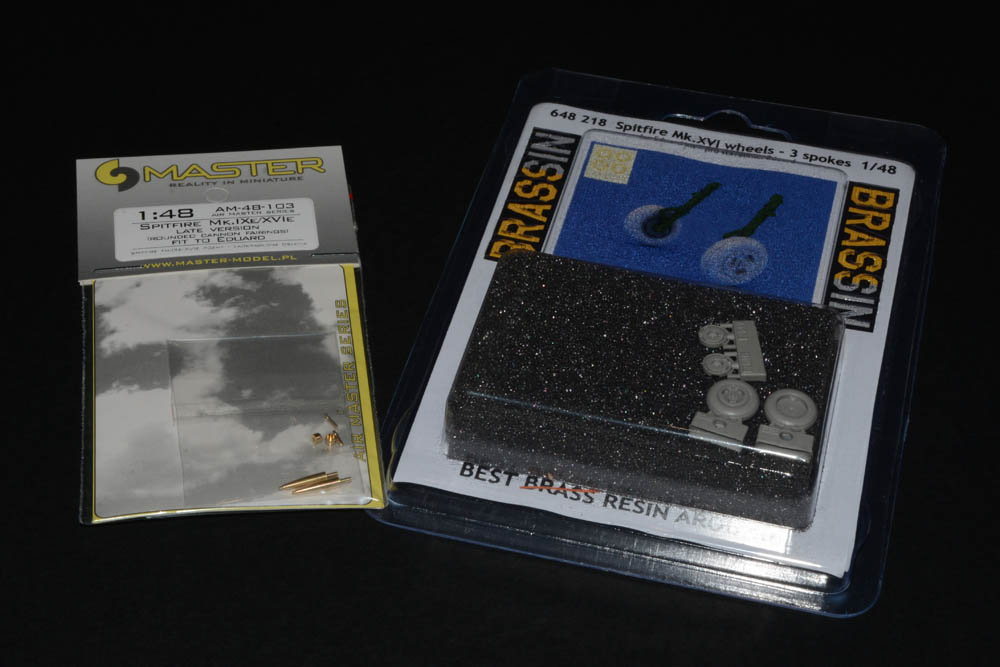 MASTER
REALITY IN MINIATURE
1:48 AM-48-103
AIR MASTER SERIES
SPITFIRE MK.IXE/XVIE
LATE VERSION
(ROUNDED CANNON FAIRINGS)
FIT TO EDUARD
WWW.MASTER-MODEL.PL
AIR MASTER SERIES
648 218 Spitfire Mk.XVI wheels - 3 spokes 1/48
BRASSIN
BRASSIN
BEST BRASS RESIN